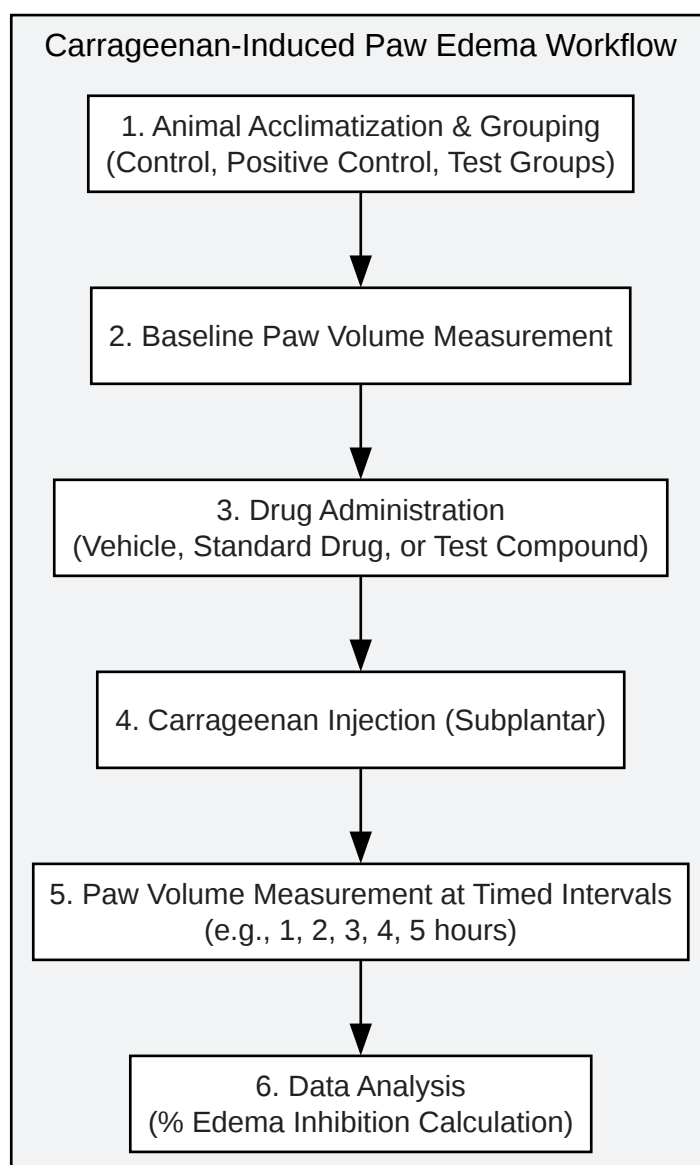 Carrageenan-Induced Paw Edema Workflow
1. Animal Acclimatization & Grouping
(Control, Positive Control, Test Groups)
2. Baseline Paw Volume Measurement
3. Drug Administration
(Vehicle, Standard Drug, or Test Compound)
4. Carrageenan Injection (Subplantar)
5. Paw Volume Measurement at Timed Intervals
(e.g., 1, 2, 3, 4, 5 hours)
6. Data Analysis
(% Edema Inhibition Calculation)